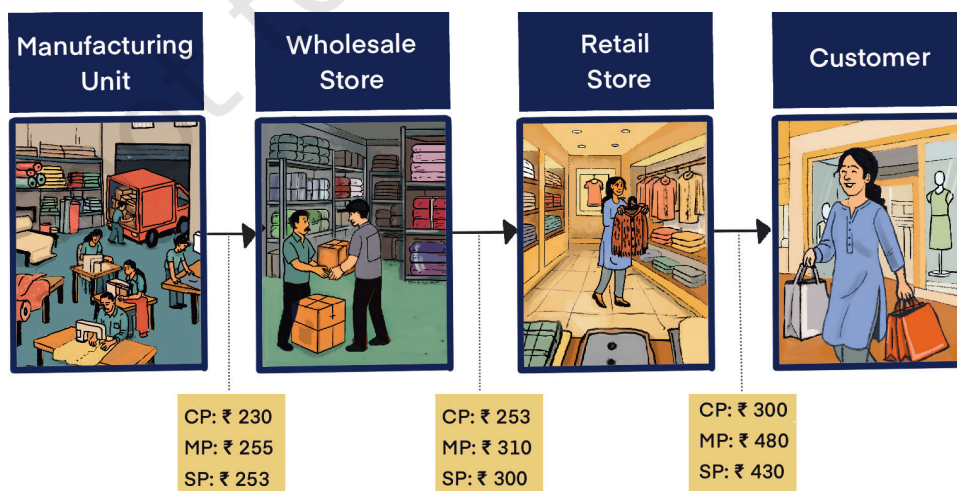 Manufacturing
Unit
Wholesale
Store
Retail
Store
Customer
CP: ₹ 230
MP: ₹ 255
SP: ₹ 253
CP: ₹ 253
MP: ₹ 310
SP: ₹ 300
CP: ₹ 300
MP: ₹ 480
SP: ₹ 430